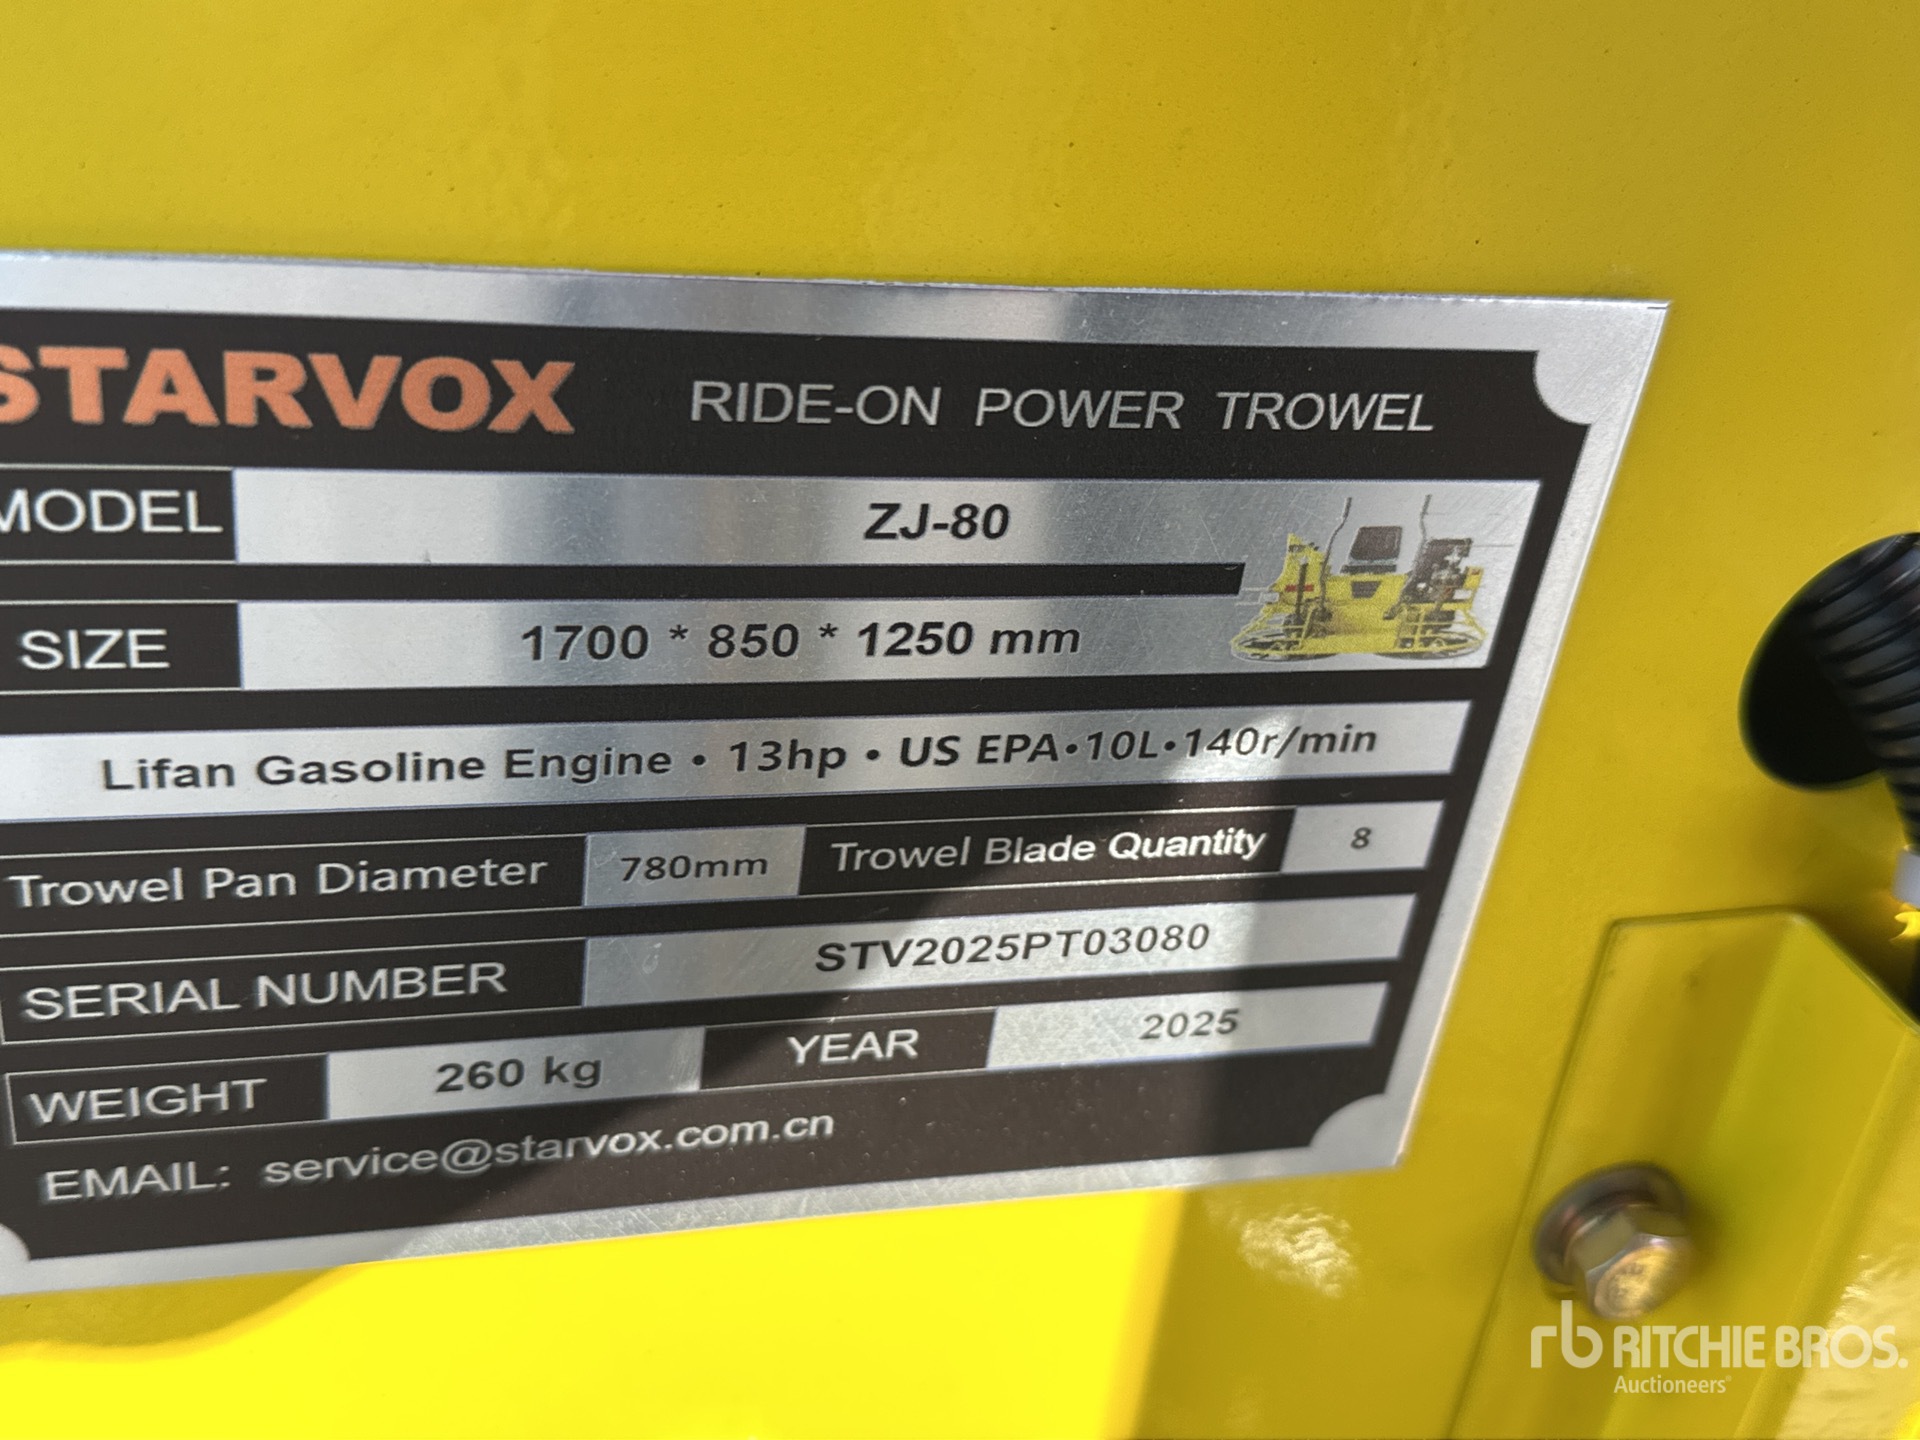 STARVOX RIDE-ON POWER TROWEL
MODEL ZJ-80
SIZE 1700 * 850 * 1250 mm
Lifan Gasoline Engine • 13hp • US EPA•10L•140r/min
Trowel Pan Diameter 780mm Trowel Blade Quantity 8
SERIAL NUMBER STV2025PT03080
WEIGHT 260 kg YEAR 2025
EMAIL: service@starvox.com.cn
rb RITCHIE BROS.
Auctioneers